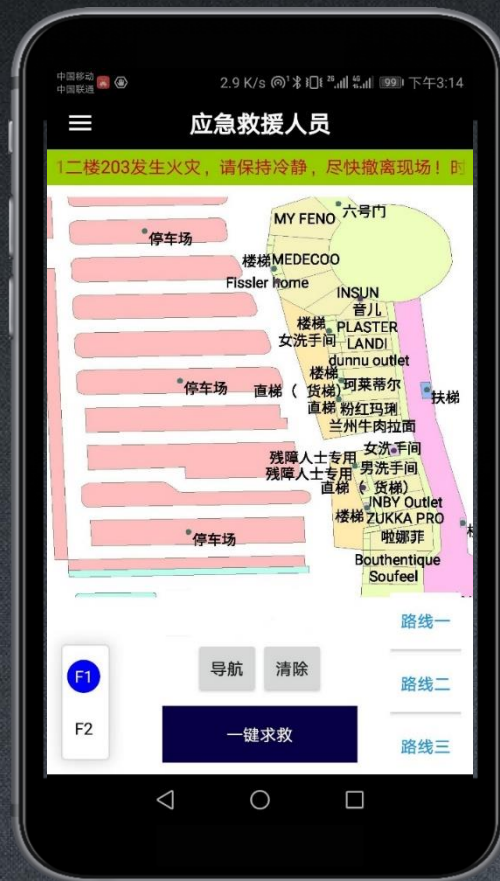 中国移动
中国联通
2.9 K/s
2G
4G
99
下午3:14
应急救援人员
二楼203发生火灾，请保持冷静，尽快撤离现场！时
MY FENO
六号门
停车场
楼梯
MEDECOO
Fissler home
INSUN
音儿
楼梯
PLASTER
女洗手间
LANDI
dunnu outlet
楼梯
停车场
珂莱蒂尔
扶梯
直梯（货梯）
直梯
粉红玛琍
兰州牛肉拉面
女洗手间
残障人士专用
男洗手间
残障人士专用
直梯（货梯）
INBY Outlet
楼梯
ZUKKA PRO
停车场
啦娜菲
Bouthentique
Soufeel
路线一
F1
导航
清除
路线二
F2
一键求救
路线三